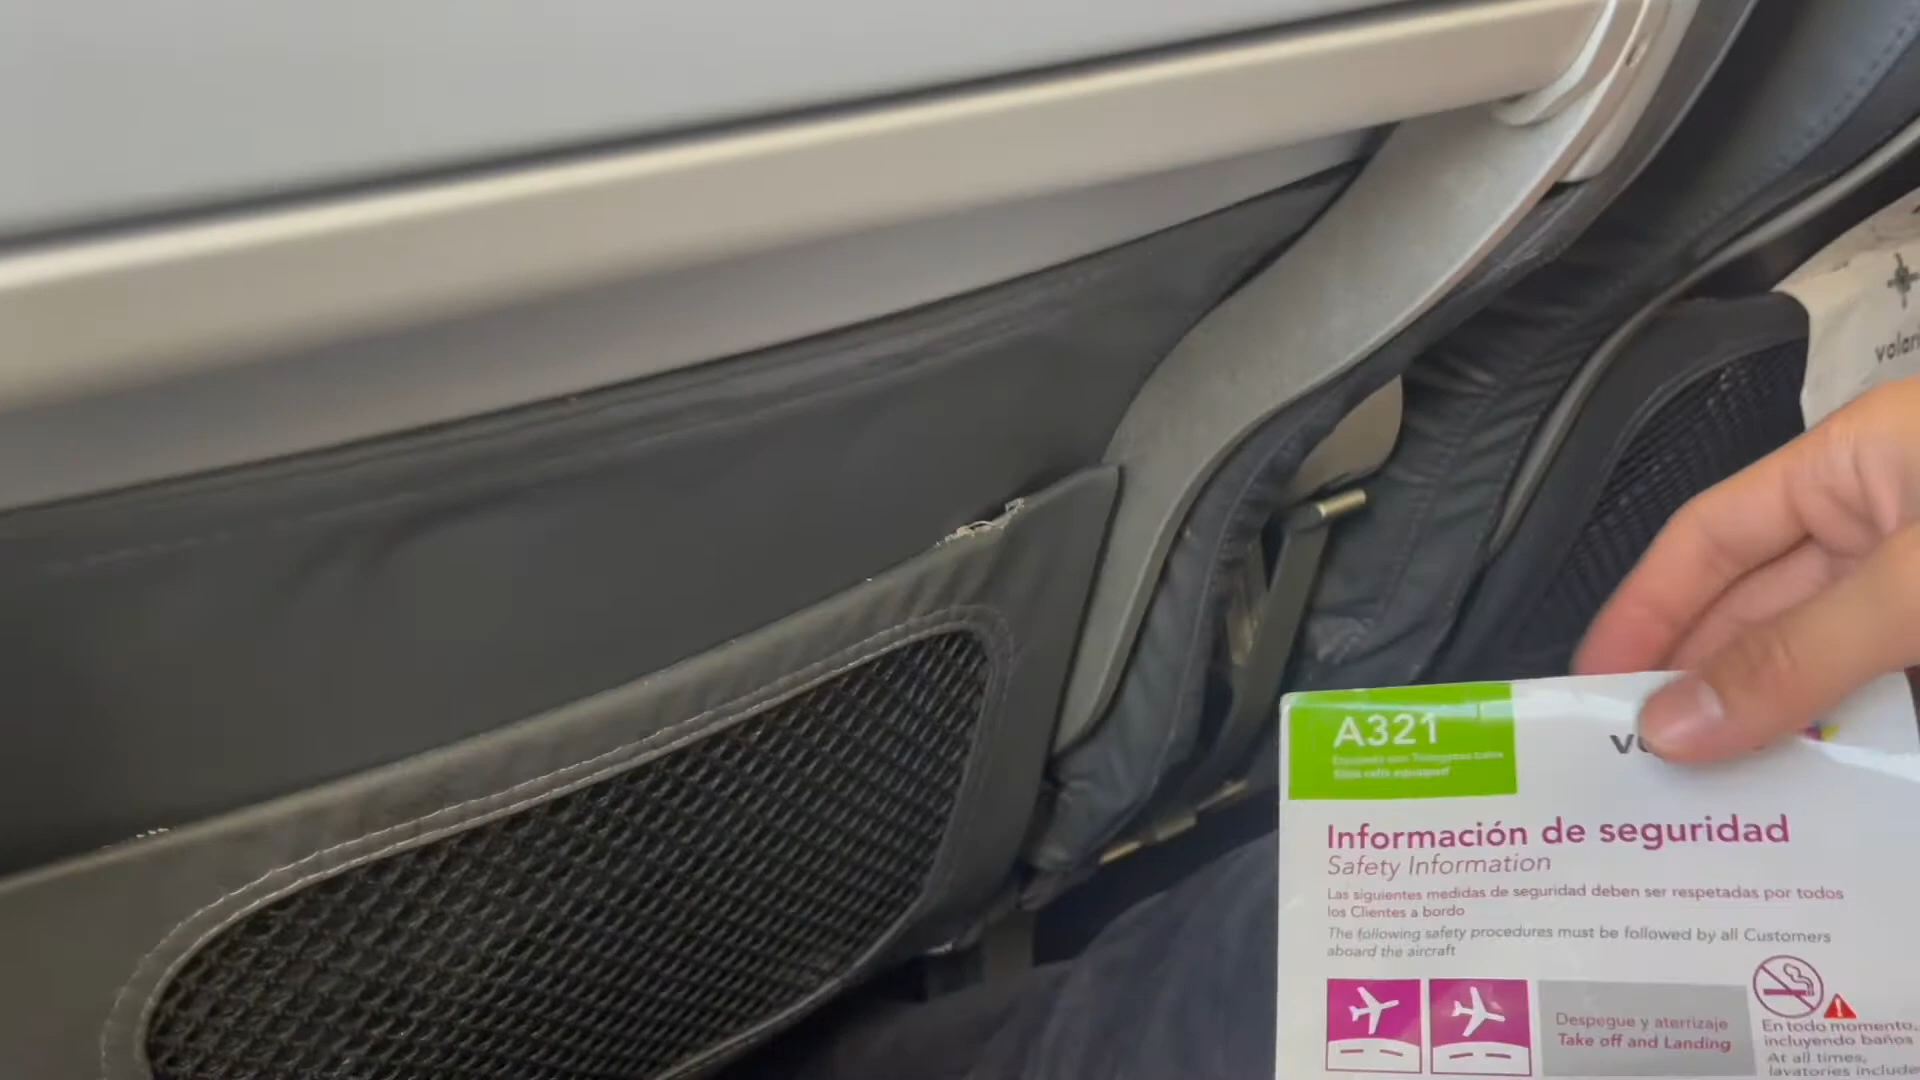 A321
Información de seguridad
Safety Information
Las siguientes medidas de seguridad deben ser respetadas por todos
los Clientes a bordo
The following safety procedures must be followed by all Customers
aboard the aircraft
Despegue y aterrizaje
Take off and Landing
En todo momento,
incluyendo baños
At all times,